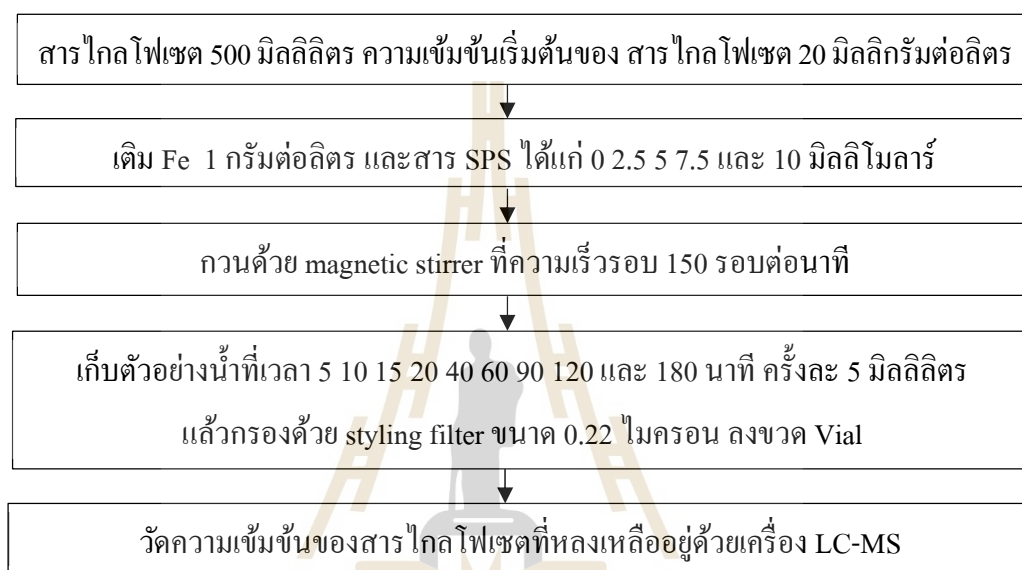 สารไกลโฟเซต 500 มิลลิลิตร ความเข้มข้นเริ่มต้นของ สารไกลโฟเซต 20 มิลลิกรัมต่อลิตร
เติม Fe 1 กรัมต่อลิตร และสาร SPS ได้แก่ 0 2.5 5 7.5 และ 10 มิลลิโมลาร์
กวนด้วย magnetic stirrer ที่ความเร็วรอบ 150 รอบต่อนาที
เก็บตัวอย่างน้ำที่เวลา 5 10 15 20 40 60 90 120 และ 180 นาที ครั้งละ 5 มิลลิลิตร
แล้วกรองด้วย styling filter ขนาด 0.22 ไมครอน ลงขวด Vial
วัดความเข้มข้นของสารไกลโฟเซตที่หลงเหลืออยู่ด้วยเครื่อง LC-MS